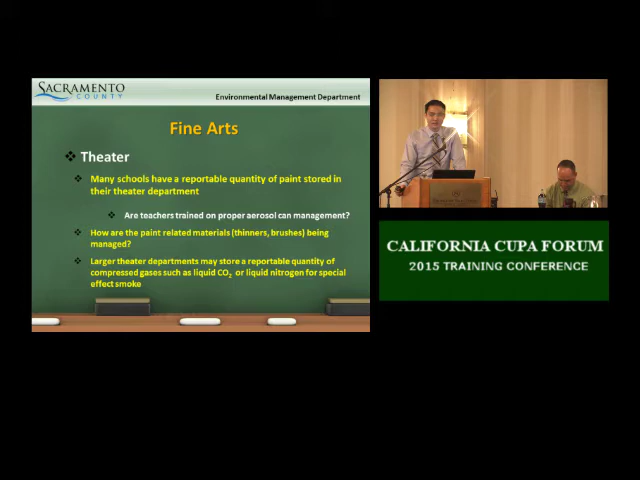 SACRAMENTO
COUNTY
Environmental Management Department
Fine Arts
Theater
Many schools have a reportable quantity of paint stored in
their theater department
Are teachers trained on proper aerosol can management?
How are the paint related materials (thinners, brushes) being
managed?
Larger theater departments may store a reportable quantity of
compressed gases such as liquid CO2 or liquid nitrogen for special
effect smoke
CALIFORNIA CUPA FORUM
2015 TRAINING CONFERENCE